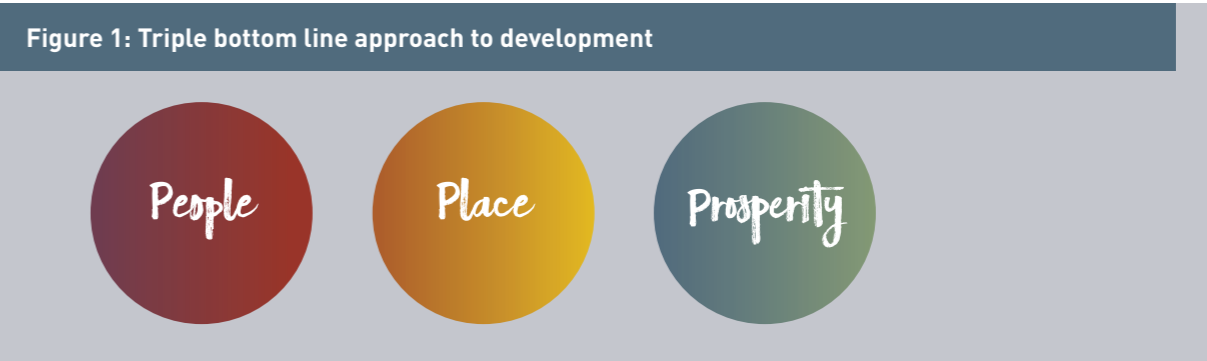 Figure 1: Triple bottom line approach to development
People
Place
Prosperity